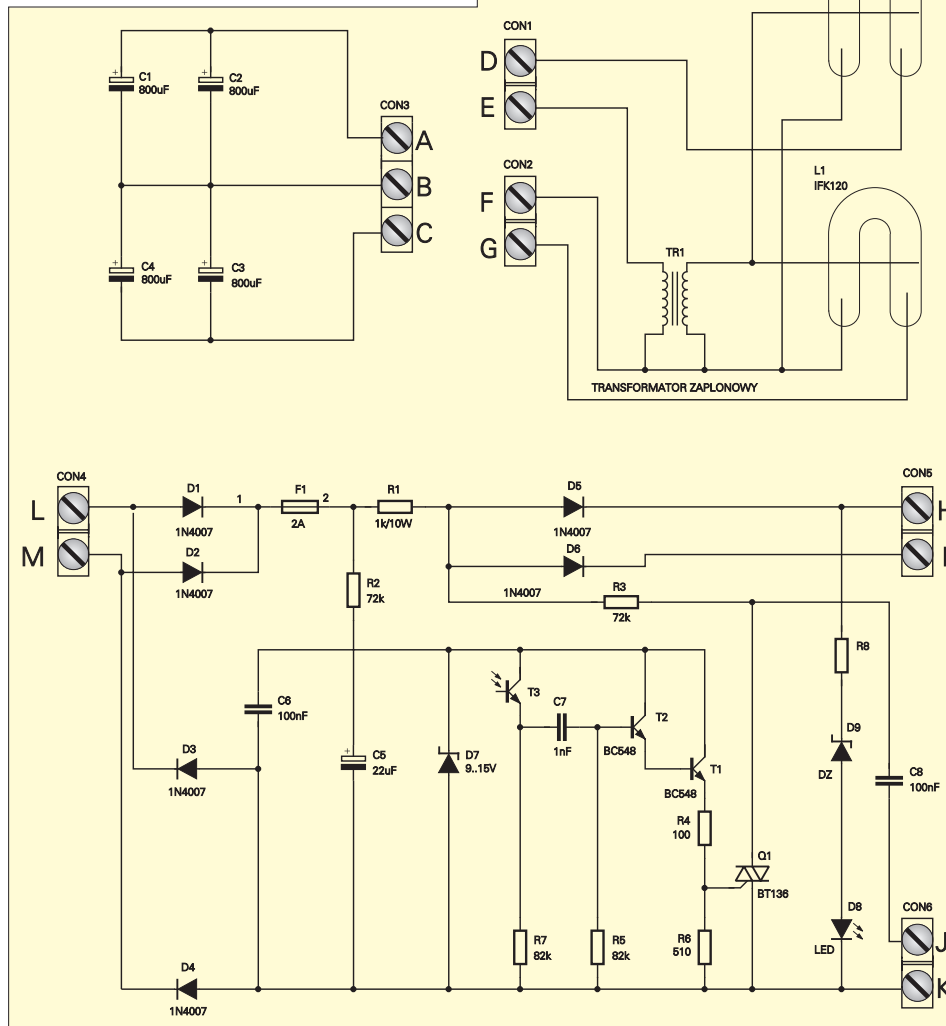 CON1
D
E
C1
800uF
C2
800uF
CON3
A
B
C
CON2
F
G
L1
IFK120
C4
800uF
C3
800uF
TR1
TRANSFORMATOR ZAPLONOWY
CON4
L
M
D1
1N4007
1
F1
2
2A
R1
1k/10W
D5
1N4007
CON5
H
D2
1N4007
D6
1N4007
R2
72k
R3
72k
R8
C6
100nF
T3
C7
1nF
T2
BC548
C5
22uF
D7
9..15V
T1
BC548
D9
DZ
C8
100nF
D3
1N4007
R4
100
Q1
BT136
D8
LED
CON6
J
K
R7
82k
R5
82k
R6
510
D4
1N4007